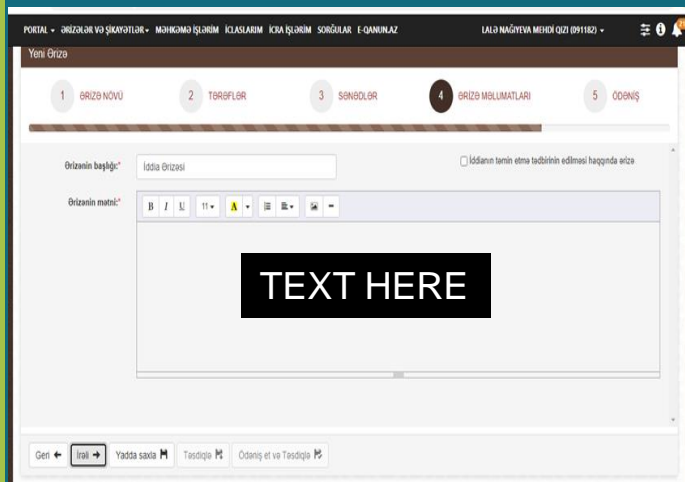 PORTAL ƏRİZƏLƏR VƏ ŞİKAYƏTLƏR MƏHKƏMƏ İŞLƏRİM İCLASLARIM İCRA İŞLƏRİM SORĞULAR E-QANUN.AZ LALƏ NAĞIYEVA MEHDİ QIZI (091182)
Yeni Ərizə
1 ƏRİZƏ NÖVÜ 2 TƏRƏFLƏR 3 SƏNƏDLƏR 4 ƏRİZƏ MƏLUMATLARI 5 ÖDƏNİŞ
Ərizənin başlığı:* İddia Ərizəsi İddianın təmin etmə tədbirinin edilməsi haqqında ərizə
Ərizənin mətni:* B I U 11 A
TEXT HERE
Geri İrəli Yadda saxla Təsdiqlə Ödəniş et və Təsdiqlə